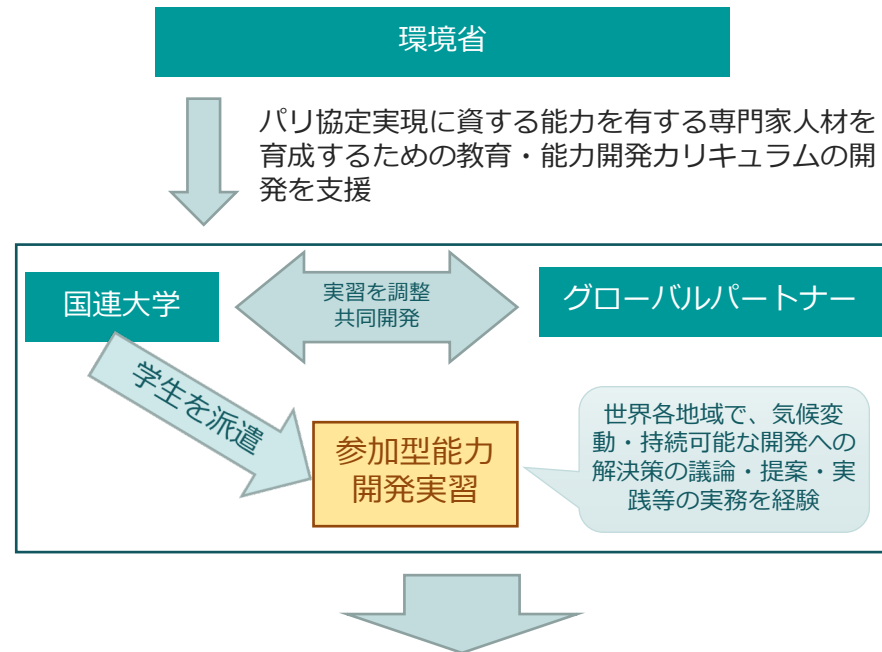 環境省
パリ協定実現に資する能力を有する専門家人材を
育成するための教育・能力開発カリキュラムの開
発を支援
国連大学
実習を調整
共同開発
グローバルパートナー
学生を派遣
参加型能力
開発実習
世界各地域で、気候変
動・持続可能な開発への
解決策の議論・提案・実
践等の実務を経験